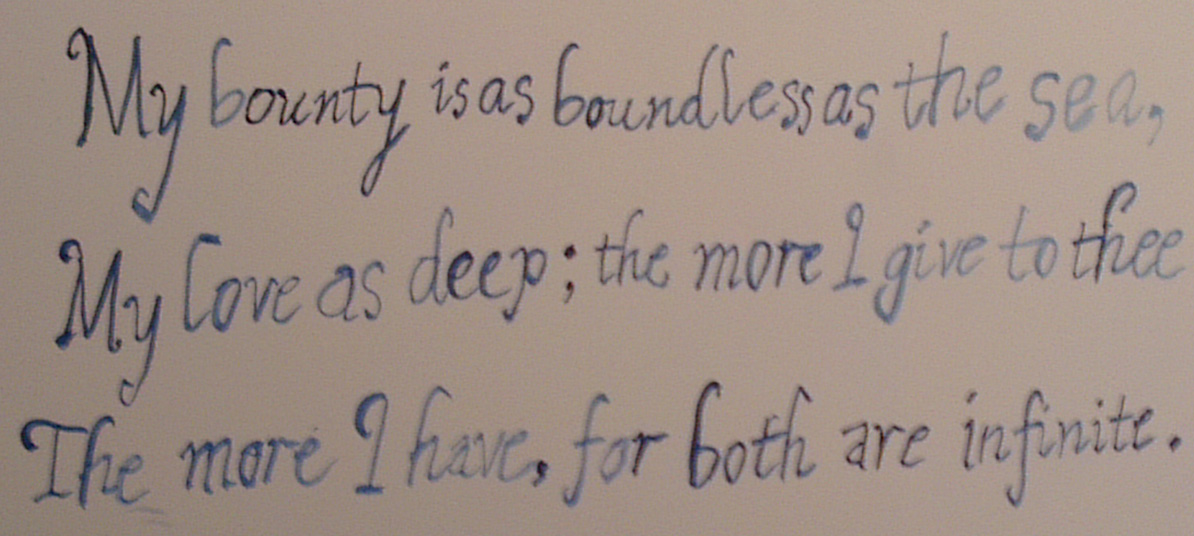 My bounty is as boundless as the sea,
My love as deep; the more I give to thee
The more I have, for both are infinite.